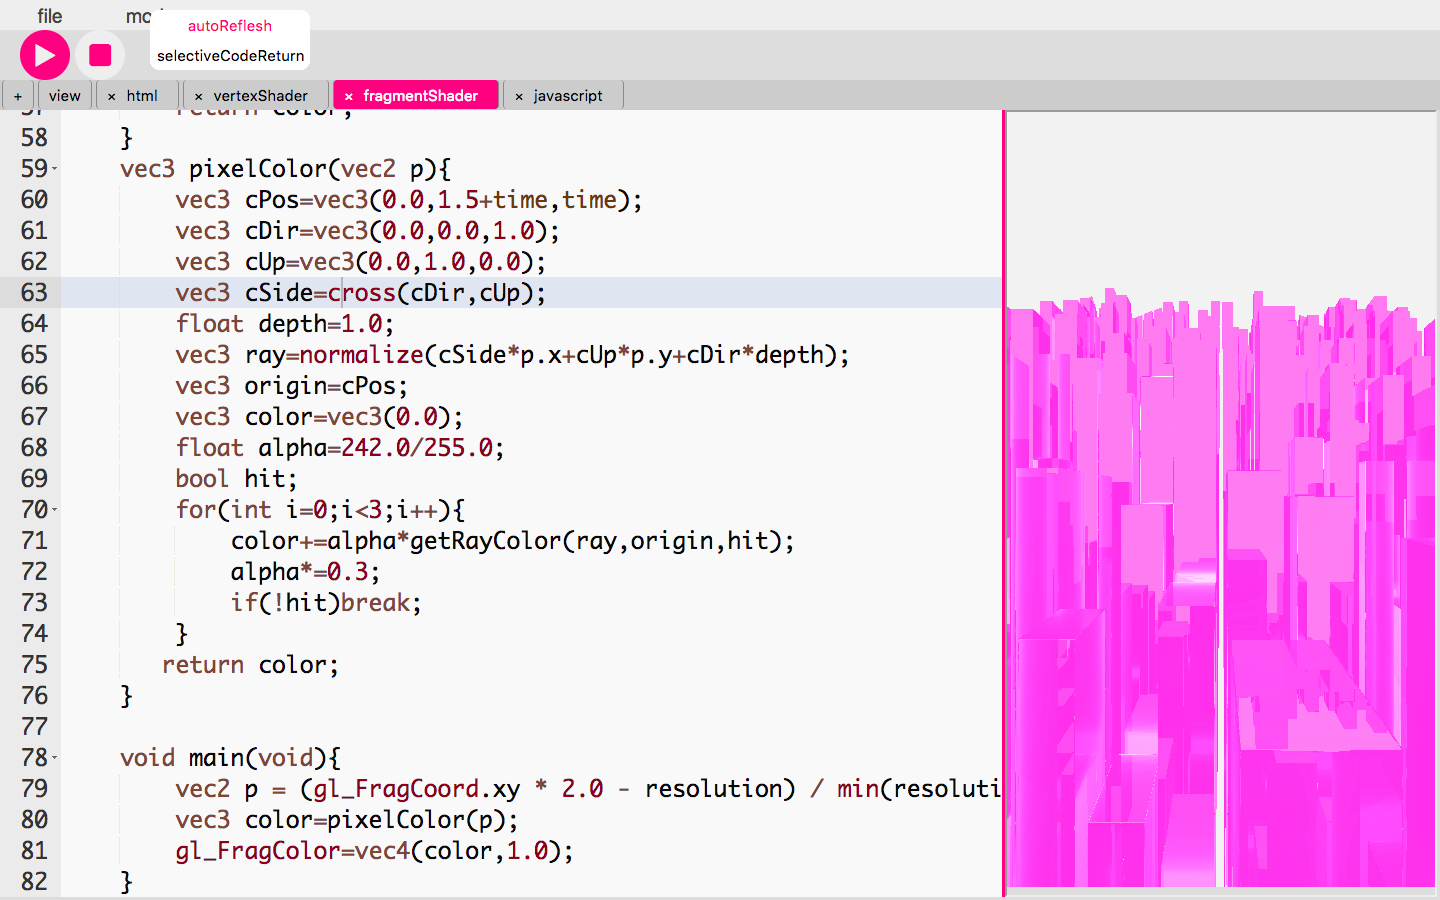 file mo
autoReflesh
selectiveCodeReturn
+ view × html × vertexShader × fragmentShader × javascript
57 return color;
58 }
59 vec3 pixelColor(vec2 p){
60 vec3 cPos=vec3(0.0,1.5+time,time);
61 vec3 cDir=vec3(0.0,0.0,1.0);
62 vec3 cUp=vec3(0.0,1.0,0.0);
63 vec3 cSide=cross(cDir,cUp);
64 float depth=1.0;
65 vec3 ray=normalize(cSide*p.x+cUp*p.y+cDir*depth);
66 vec3 origin=cPos;
67 vec3 color=vec3(0.0);
68 float alpha=242.0/255.0;
69 bool hit;
70 for(int i=0;i<3;i++){
71 color+=alpha*getRayColor(ray,origin,hit);
72 alpha*=0.3;
73 if(!hit)break;
74 }
75 return color;
76 }
77
78 void main(void){
79 vec2 p = (gl_FragCoord.xy * 2.0 - resolution) / min(resoluti
80 vec3 color=pixelColor(p);
81 gl_FragColor=vec4(color,1.0);
82 }